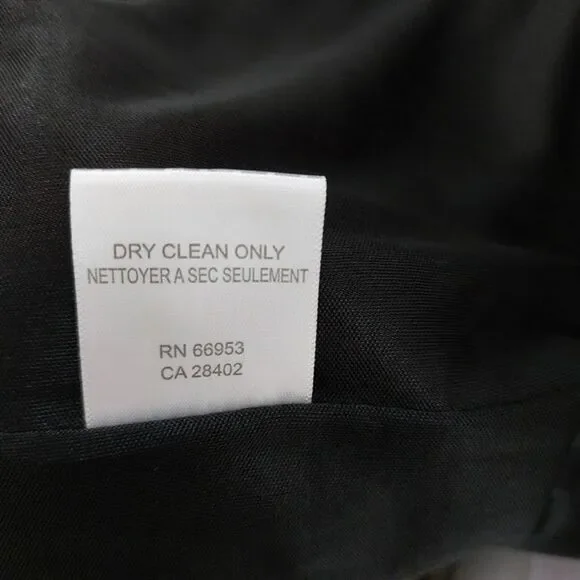 DRY CLEAN ONLY
NETTOYER A SEC SEULEMENT
RN 66953
CA 28402